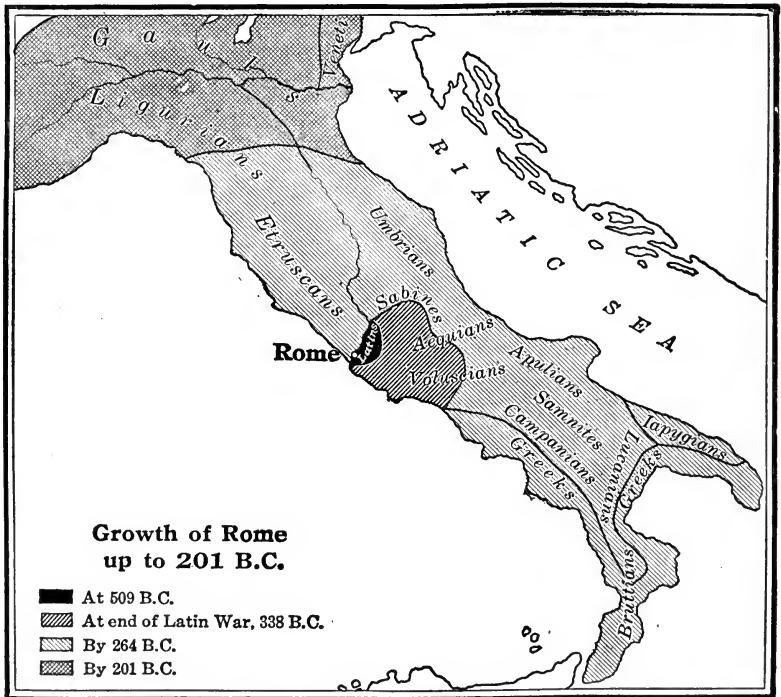 Gauls
Veneti
Ligurians
ADRIATIC SEA
Etruscans
Umbrians
Sabines
Latins
Rome
Aequians
Voluscians
Apulians
Samnites
Campanians
Greeks
Lucanians
Iapygians
Greeks
Bruttians
Growth of Rome
up to 201 B.C.
At 509 B.C.
At end of Latin War, 338 B.C.
By 264 B.C.
By 201 B.C.